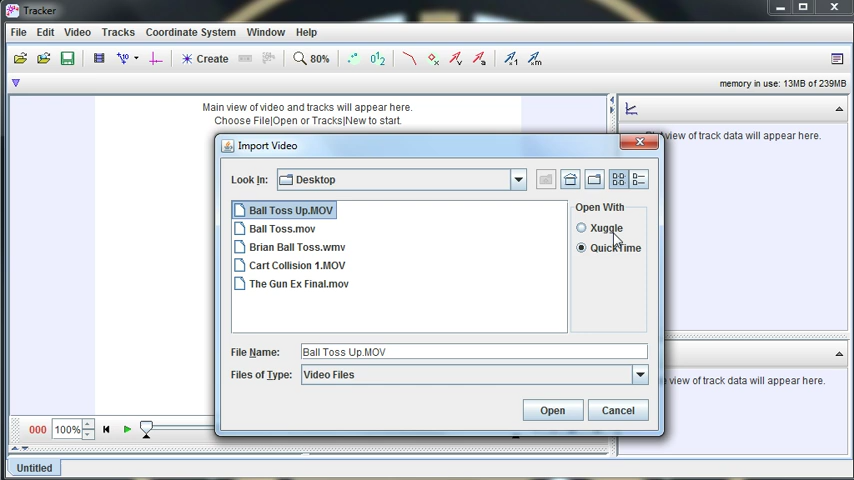 Tracker
File Edit Video Tracks Coordinate System Window Help
Create 80%
memory in use: 13MB of 239MB
Main view of video and tracks will appear here.
Choose File|Open or Tracks|New to start.
view of track data will appear here.
Import Video
Look In: Desktop
Ball Toss Up.MOV
Ball Toss.mov
Brian Ball Toss.wmv
Cart Collision 1.MOV
The Gun Ex Final.mov
Open With
Xuggle
QuickTime
File Name: Ball Toss Up.MOV
Files of Type: Video Files
Open Cancel
view of track data will appear here.
000 100%
Untitled